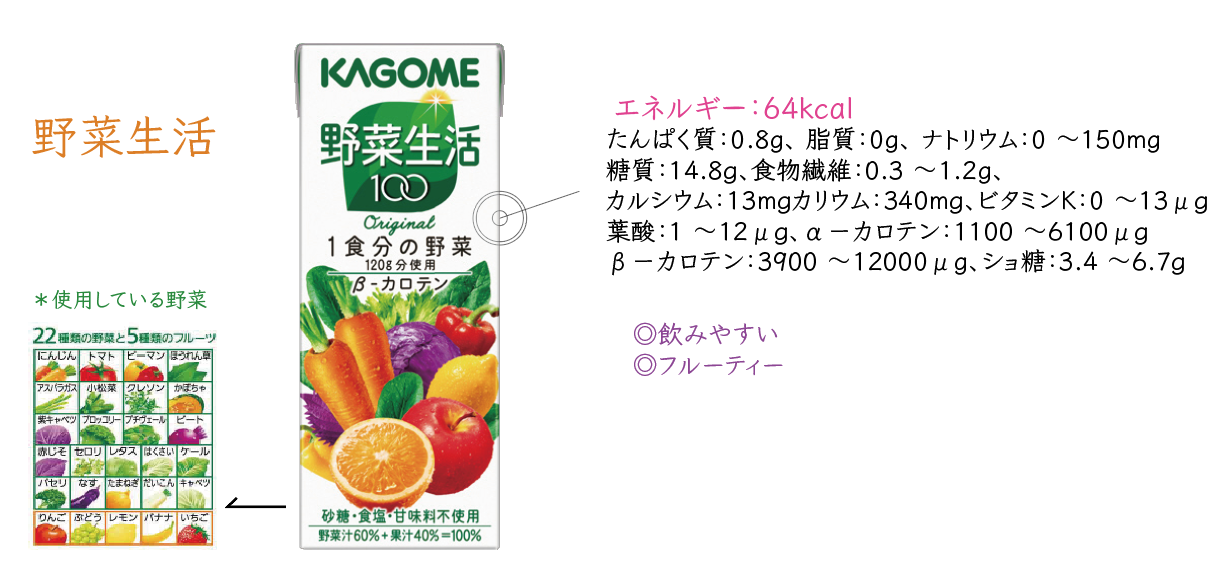 野菜生活
＊使用している野菜
22種類の野菜と5種類のフルーツ
にんじん トマト ピーマン ほうれん草
アスパラガス 小松菜 クレソン かぼちゃ
紫キャベツ ブロッコリー プチヴェール ビート
赤じそ セロリ レタス はくさい ケール
パセリ なす たまねぎ だいこん キャベツ
りんご ぶどう レモン バナナ いちご
KAGOME
野菜生活
100
Original
1食分の野菜
120g分使用
β-カロテン
砂糖・食塩・甘味料不使用
野菜汁60%+果汁40%=100%
エネルギー：64kcal
たんぱく質：0.8g、脂質：0g、ナトリウム：0 ～150mg
糖質：14.8g、食物繊維：0.3 ～1.2g、
カルシウム：13mgカリウム：340mg、ビタミンK：0 ～13μg
葉酸：1 ～12μg、α－カロテン：1100 ～6100μg
β－カロテン：3900 ～12000μg、ショ糖：3.4 ～6.7g
◎飲みやすい
◎フルーティー